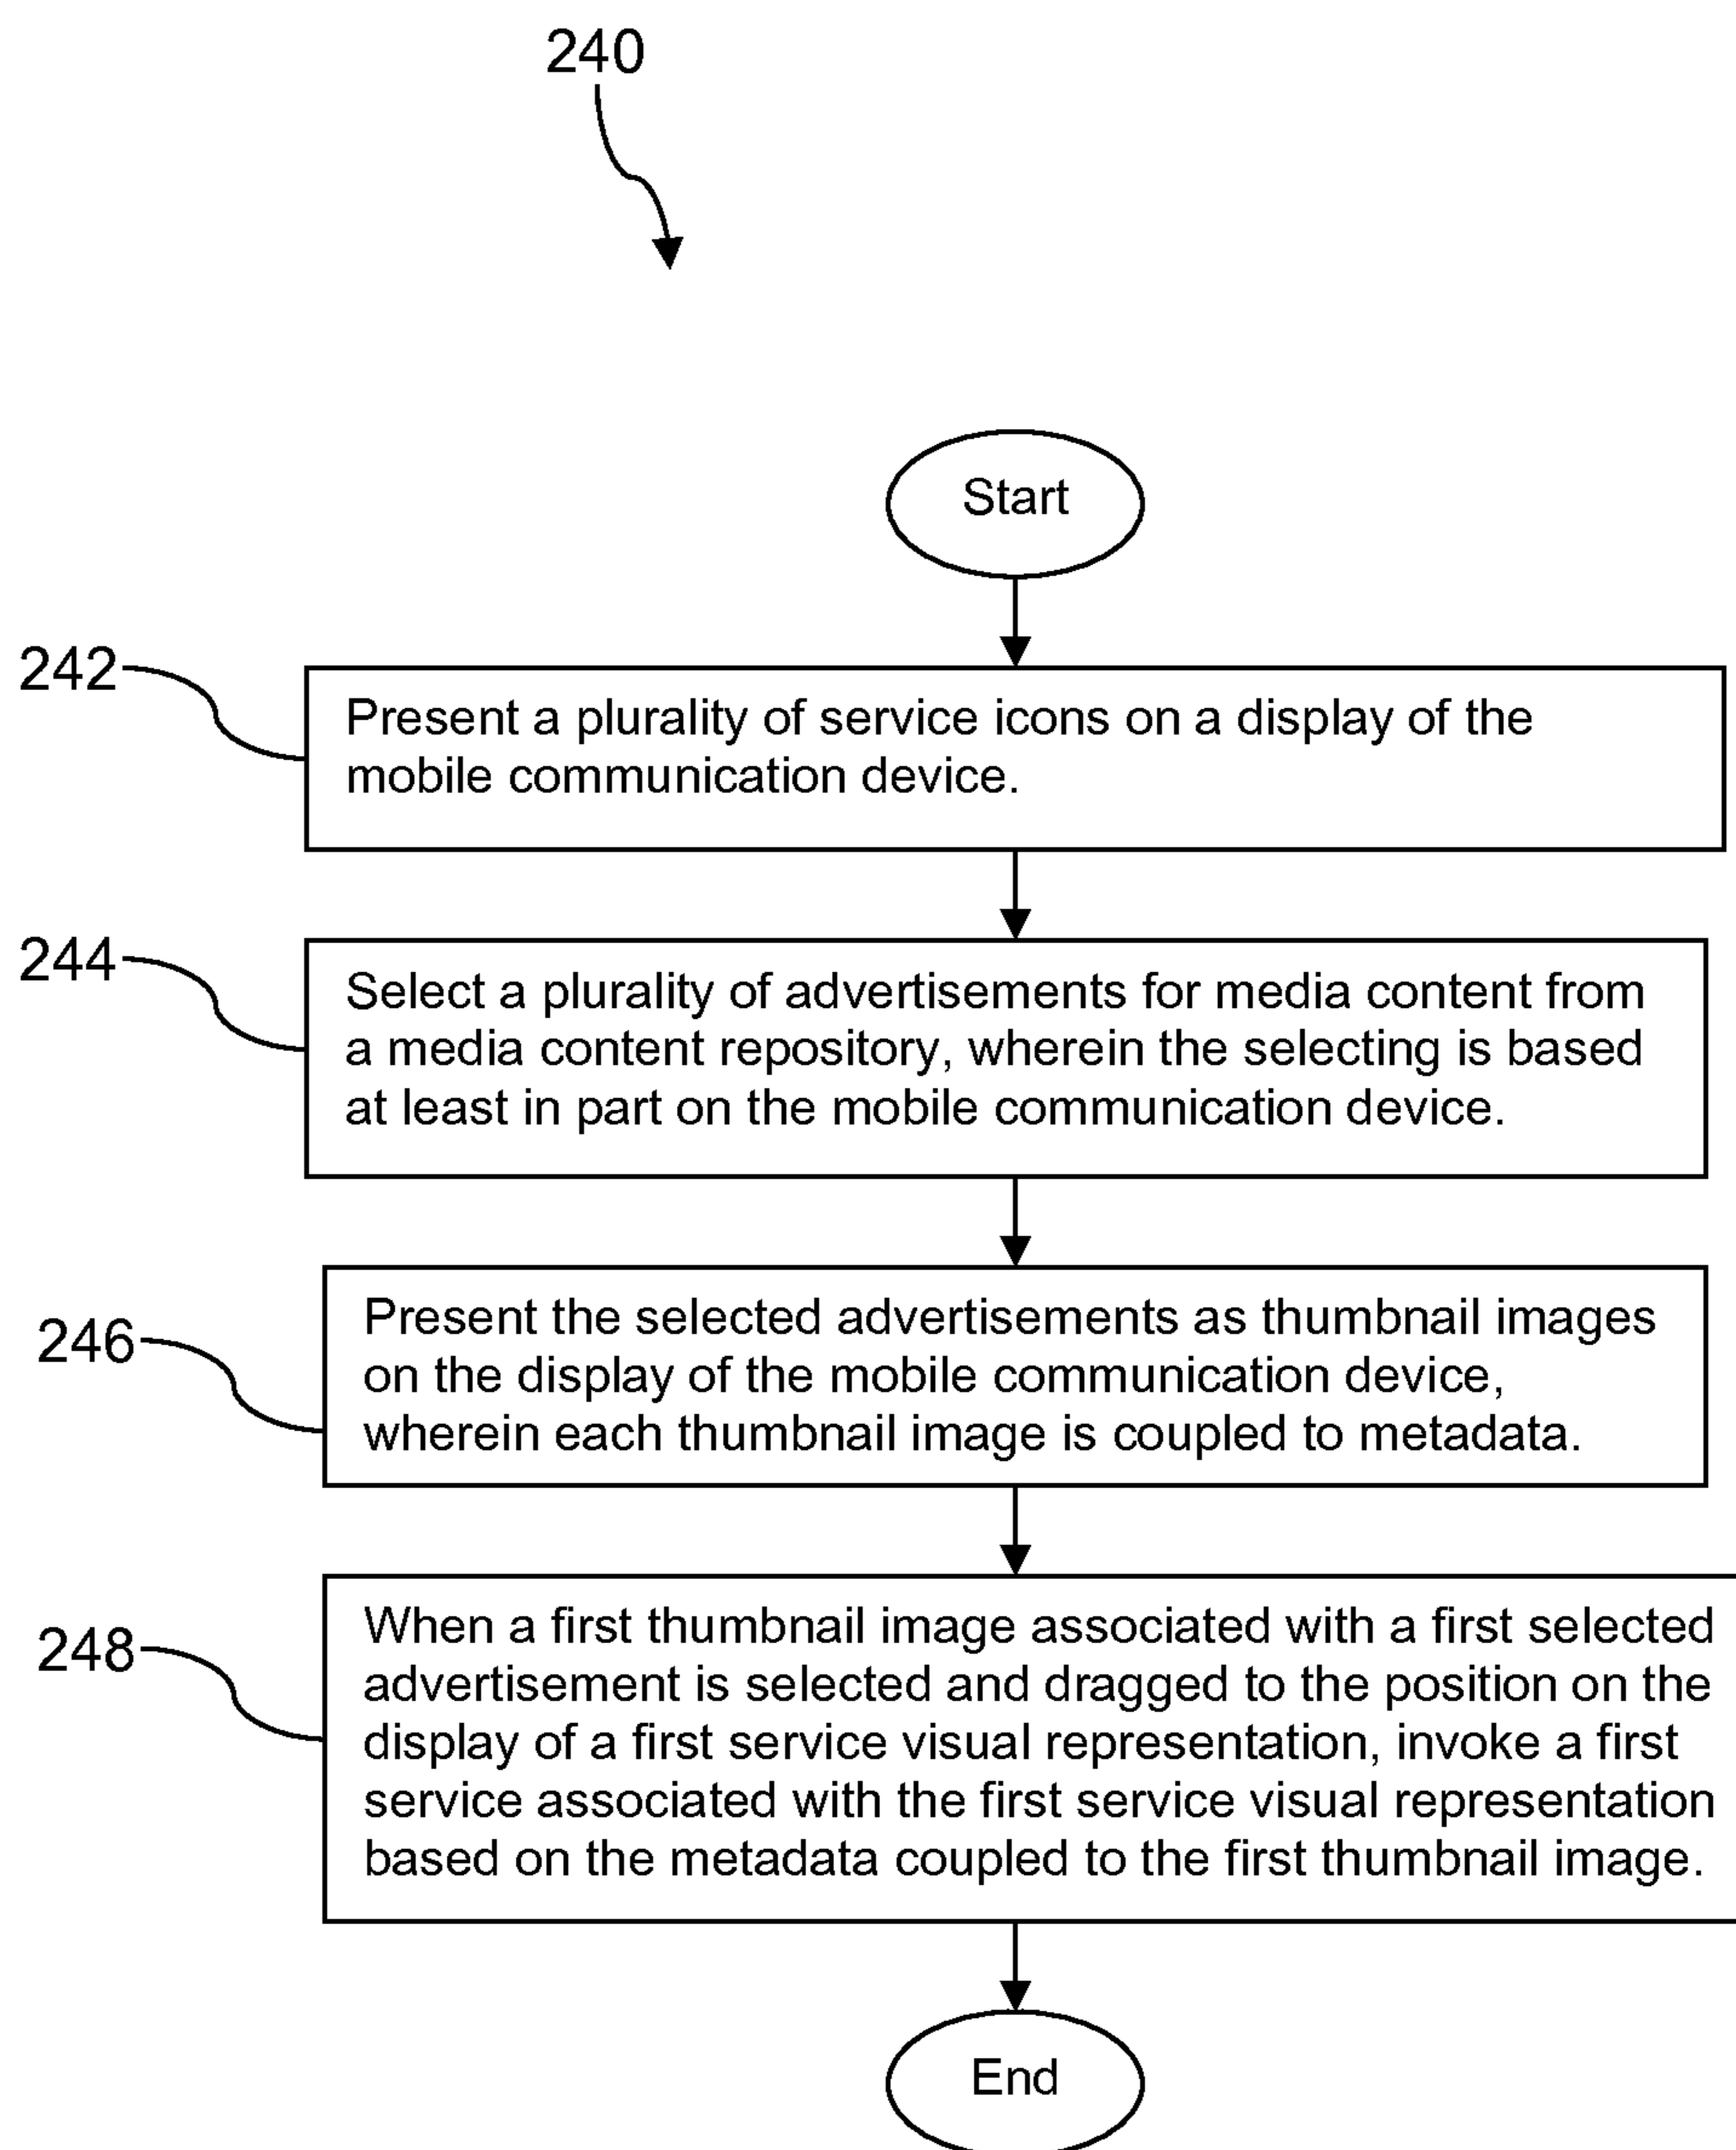 240
Start
242
Present a plurality of service icons on a display of the
mobile communication device.
244
Select a plurality of advertisements for media content from
a media content repository, wherein the selecting is based
at least in part on the mobile communication device.
246
Present the selected advertisements as thumbnail images
on the display of the mobile communication device,
wherein each thumbnail image is coupled to metadata.
248
When a first thumbnail image associated with a first selected
advertisement is selected and dragged to the position on the
display of a first service visual representation, invoke a first
service associated with the first service visual representation
based on the metadata coupled to the first thumbnail image.
End